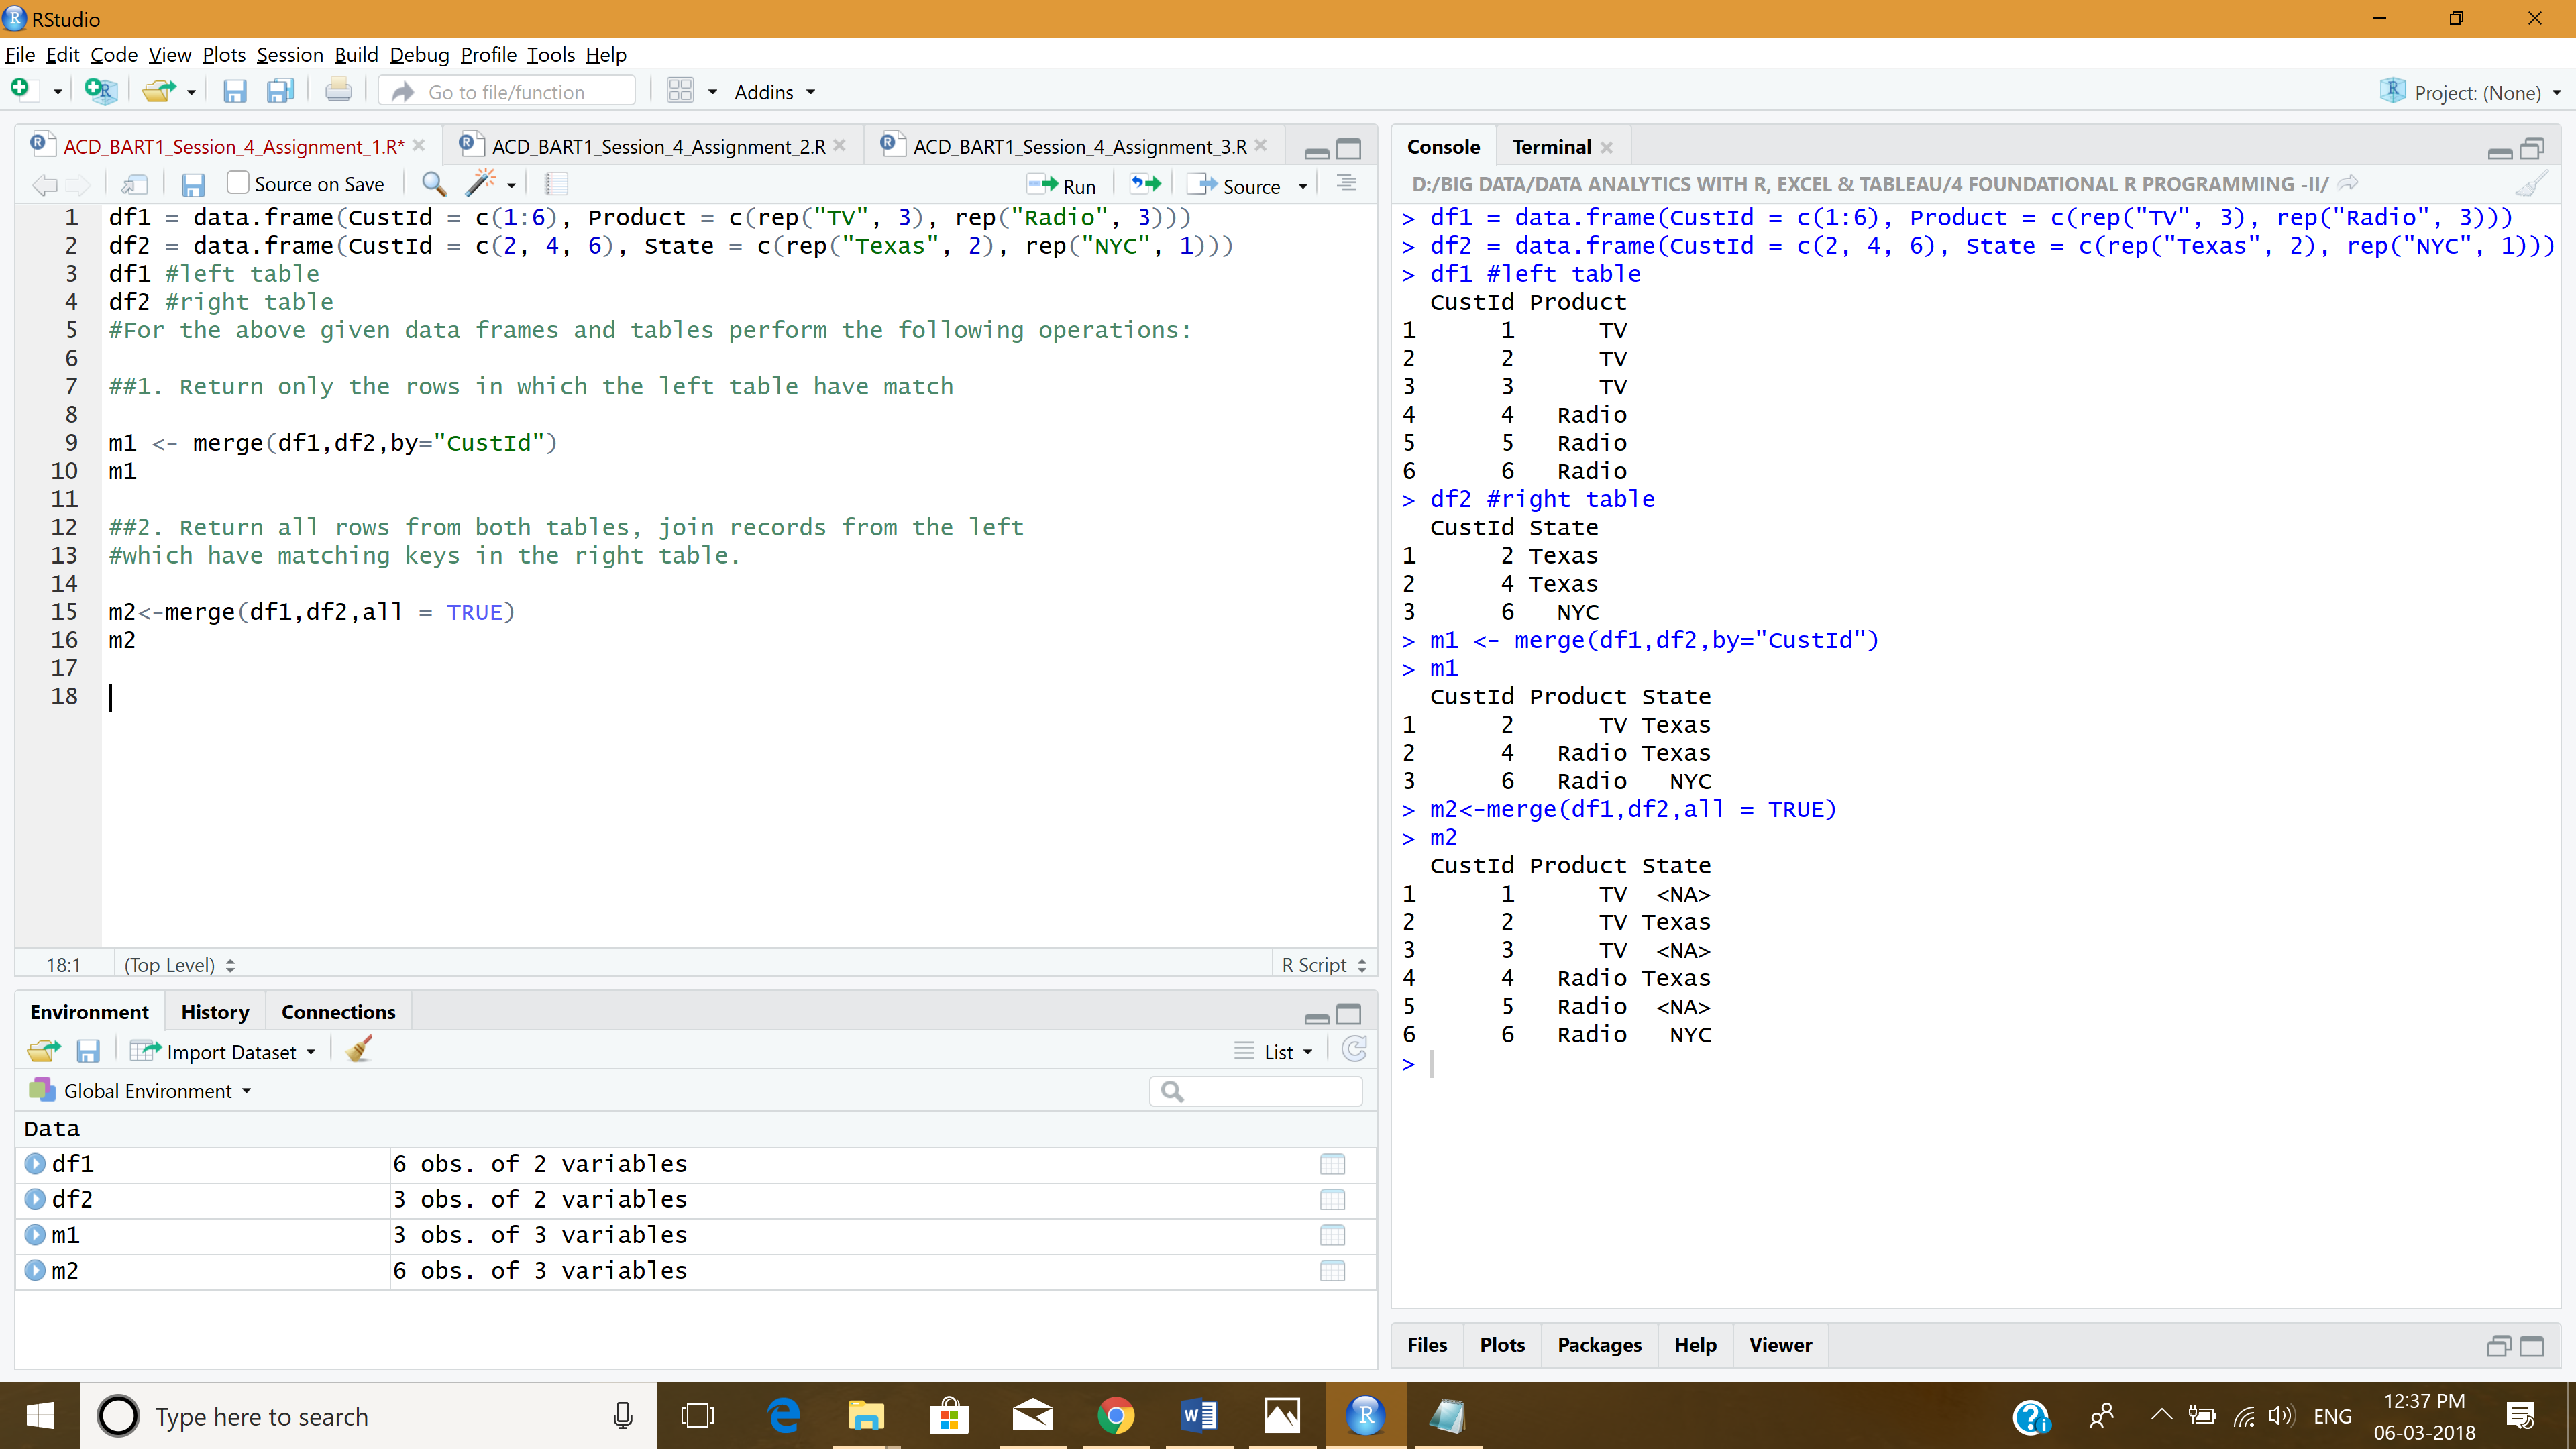 RStudio
File Edit Code View Plots Session Build Debug Profile Tools Help
Go to file/function
Addins
Project: (None)
ACD_BART1_Session_4_Assignment_1.R*
ACD_BART1_Session_4_Assignment_2.R
ACD_BART1_Session_4_Assignment_3.R
Source on Save
Run
Source
1 df1 = data.frame(CustId = c(1:6), Product = c(rep("TV", 3), rep("Radio", 3)))
2 df2 = data.frame(CustId = c(2, 4, 6), State = c(rep("Texas", 2), rep("NYC", 1)))
3 df1 #left table
4 df2 #right table
5 #For the above given data frames and tables perform the following operations:
6
7 ##1. Return only the rows in which the left table have match
8
9 m1 <- merge(df1,df2,by="CustId")
10 m1
11
12 ##2. Return all rows from both tables, join records from the left
13 #which have matching keys in the right table.
14
15 m2<-merge(df1,df2,all = TRUE)
16 m2
17
18
18:1 (Top Level) R Script
Environment History Connections
Import Dataset
List
Global Environment
Data
df1 6 obs. of 2 variables
df2 3 obs. of 2 variables
m1 3 obs. of 3 variables
m2 6 obs. of 3 variables
Console Terminal
D:/BIG DATA/DATA ANALYTICS WITH R, EXCEL & TABLEAU/4 FOUNDATIONAL R PROGRAMMING -II/
> df1 = data.frame(CustId = c(1:6), Product = c(rep("TV", 3), rep("Radio", 3)))
> df2 = data.frame(CustId = c(2, 4, 6), State = c(rep("Texas", 2), rep("NYC", 1)))
> df1 #left table
CustId Product
1 1 TV
2 2 TV
3 3 TV
4 4 Radio
5 5 Radio
6 6 Radio
> df2 #right table
CustId State
1 2 Texas
2 4 Texas
3 6 NYC
> m1 <- merge(df1,df2,by="CustId")
> m1
CustId Product State
1 2 TV Texas
2 4 Radio Texas
3 6 Radio NYC
> m2<-merge(df1,df2,all = TRUE)
> m2
CustId Product State
1 1 TV <NA>
2 2 TV Texas
3 3 TV <NA>
4 4 Radio Texas
5 5 Radio <NA>
6 6 Radio NYC
>
Files Plots Packages Help Viewer
Type here to search
ENG
12:37 PM
06-03-2018